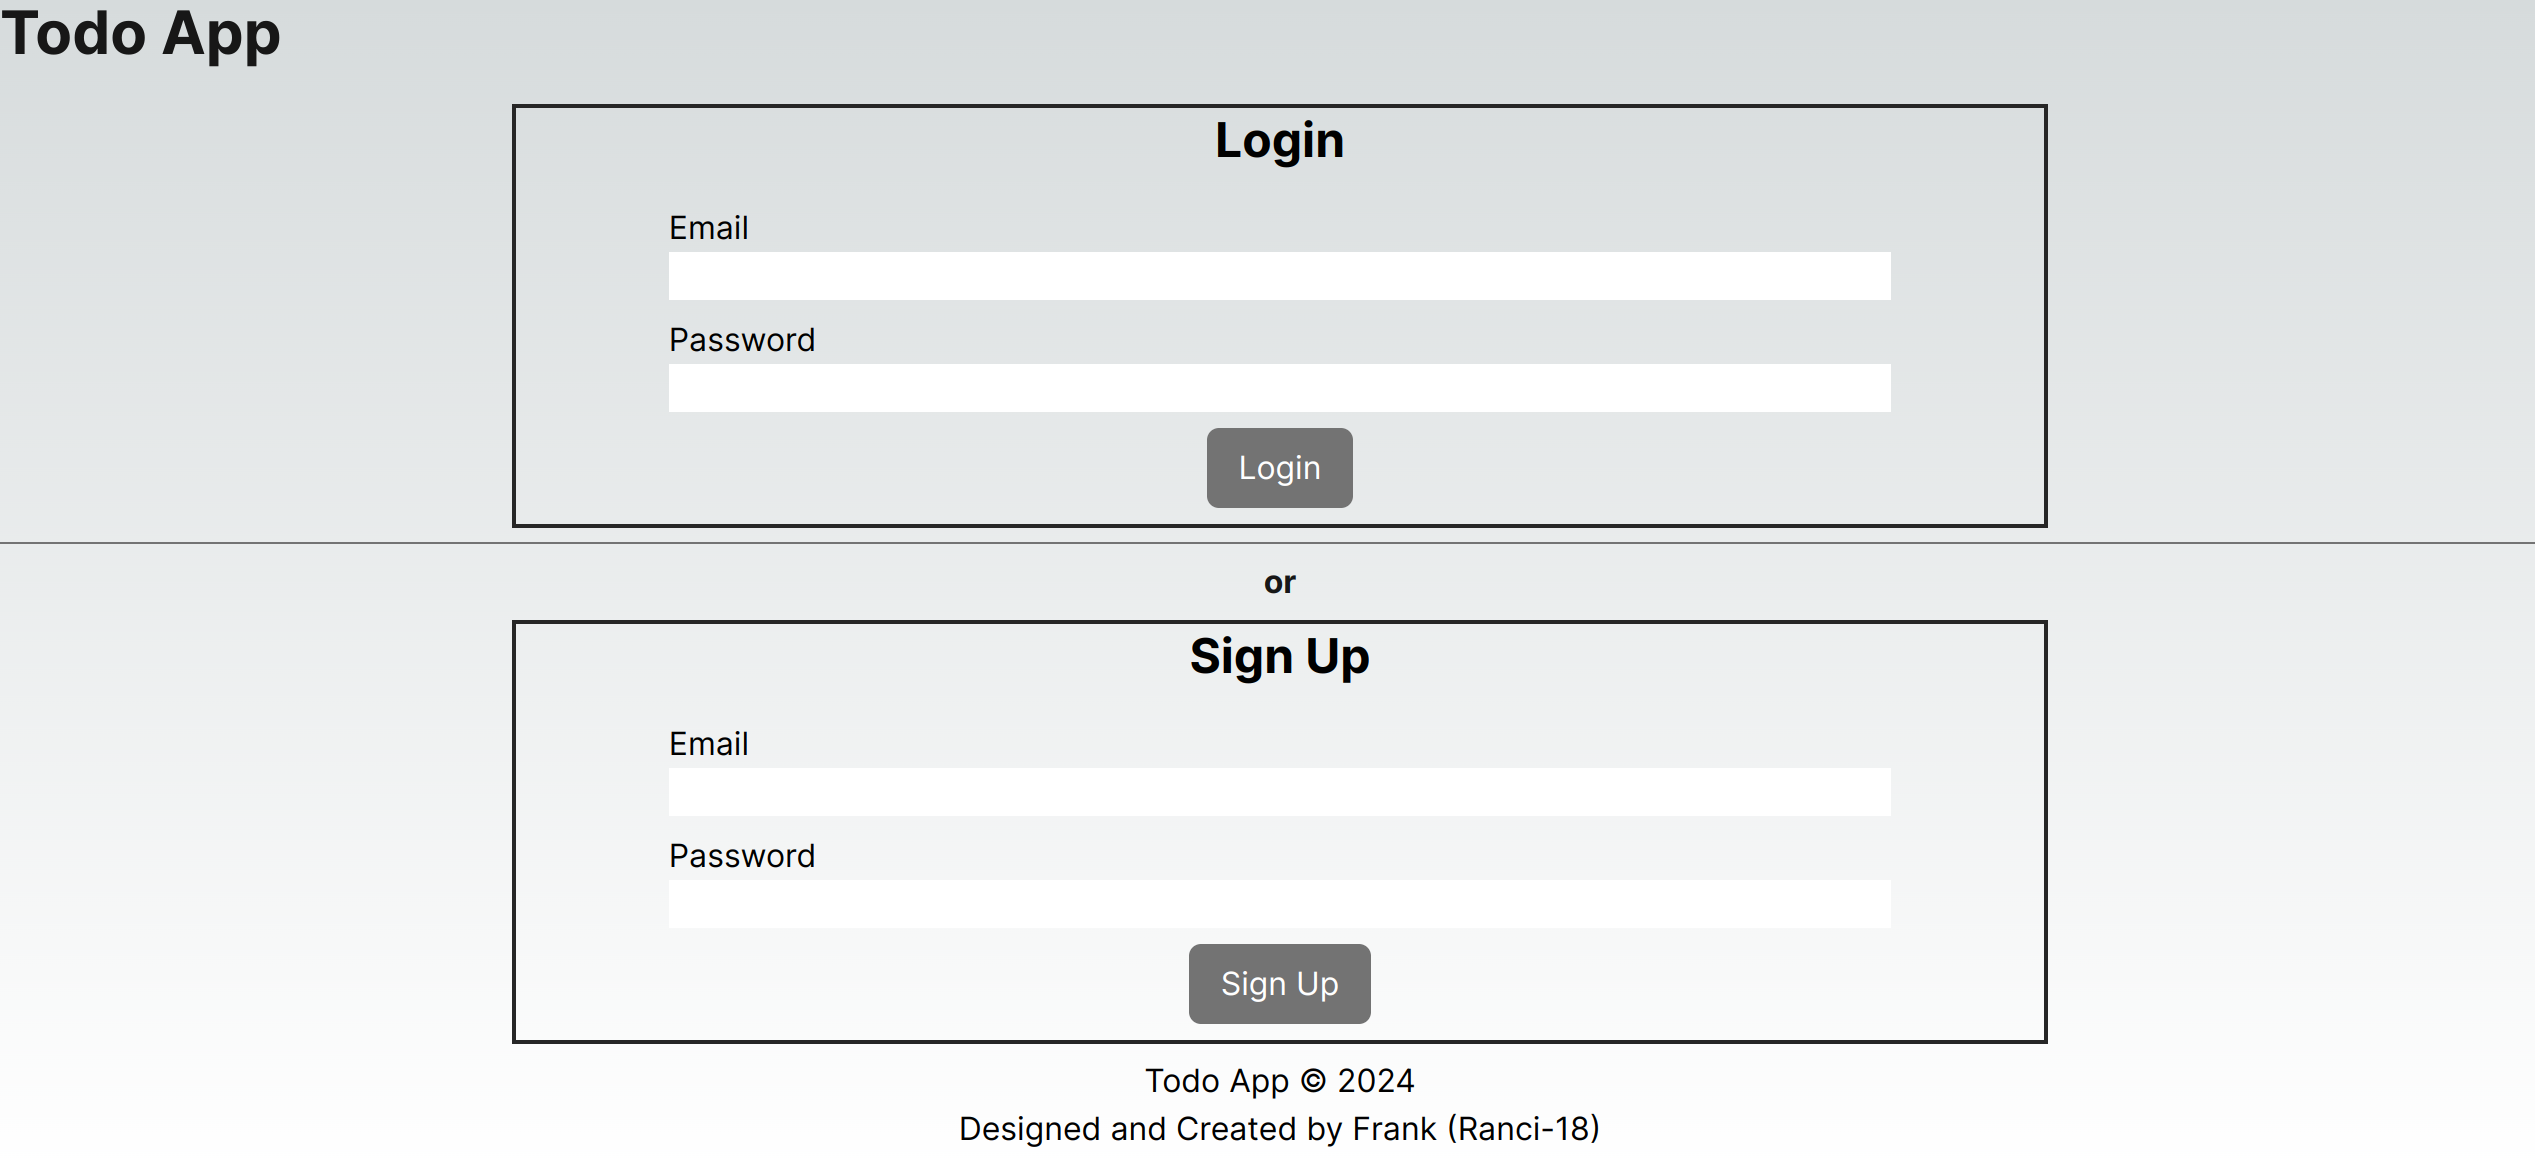 Todo App
Login
Email
Password
Login
or
Sign Up
Email
Password
Sign Up
Todo App © 2024
Designed and Created by Frank (Ranci-18)